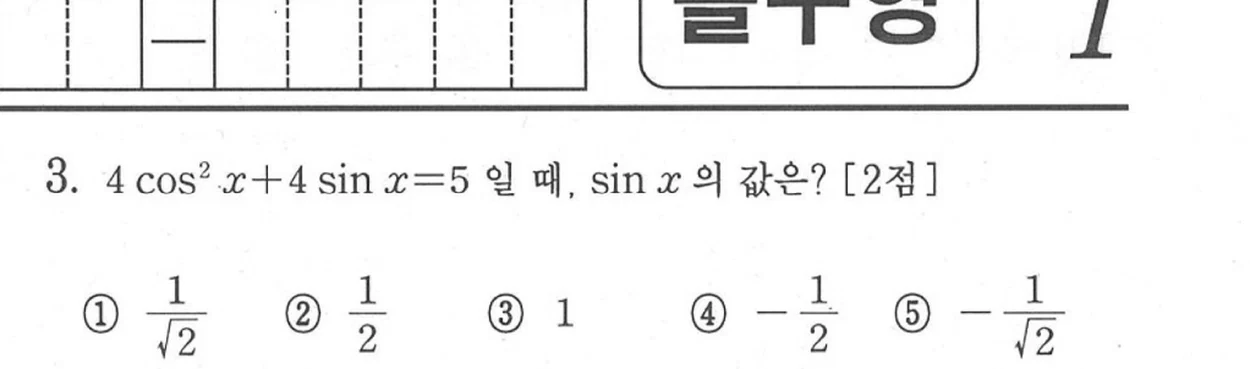 1
3. 4 cos² x+4 sin x=5 일 때, sin x 의 값은? [2점]
① 1/√2 ② 1/2 ③ 1 ④ -1/2 ⑤ -1/√2